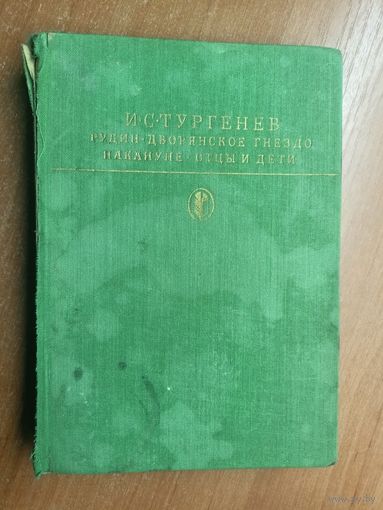 И·С·ТУРГЕНЕВ
РУДИН·ДВОРЯНСКОЕ ГНЕЗДО
НАКАНУНЕ·ОТЦЫ И ДЕТИ